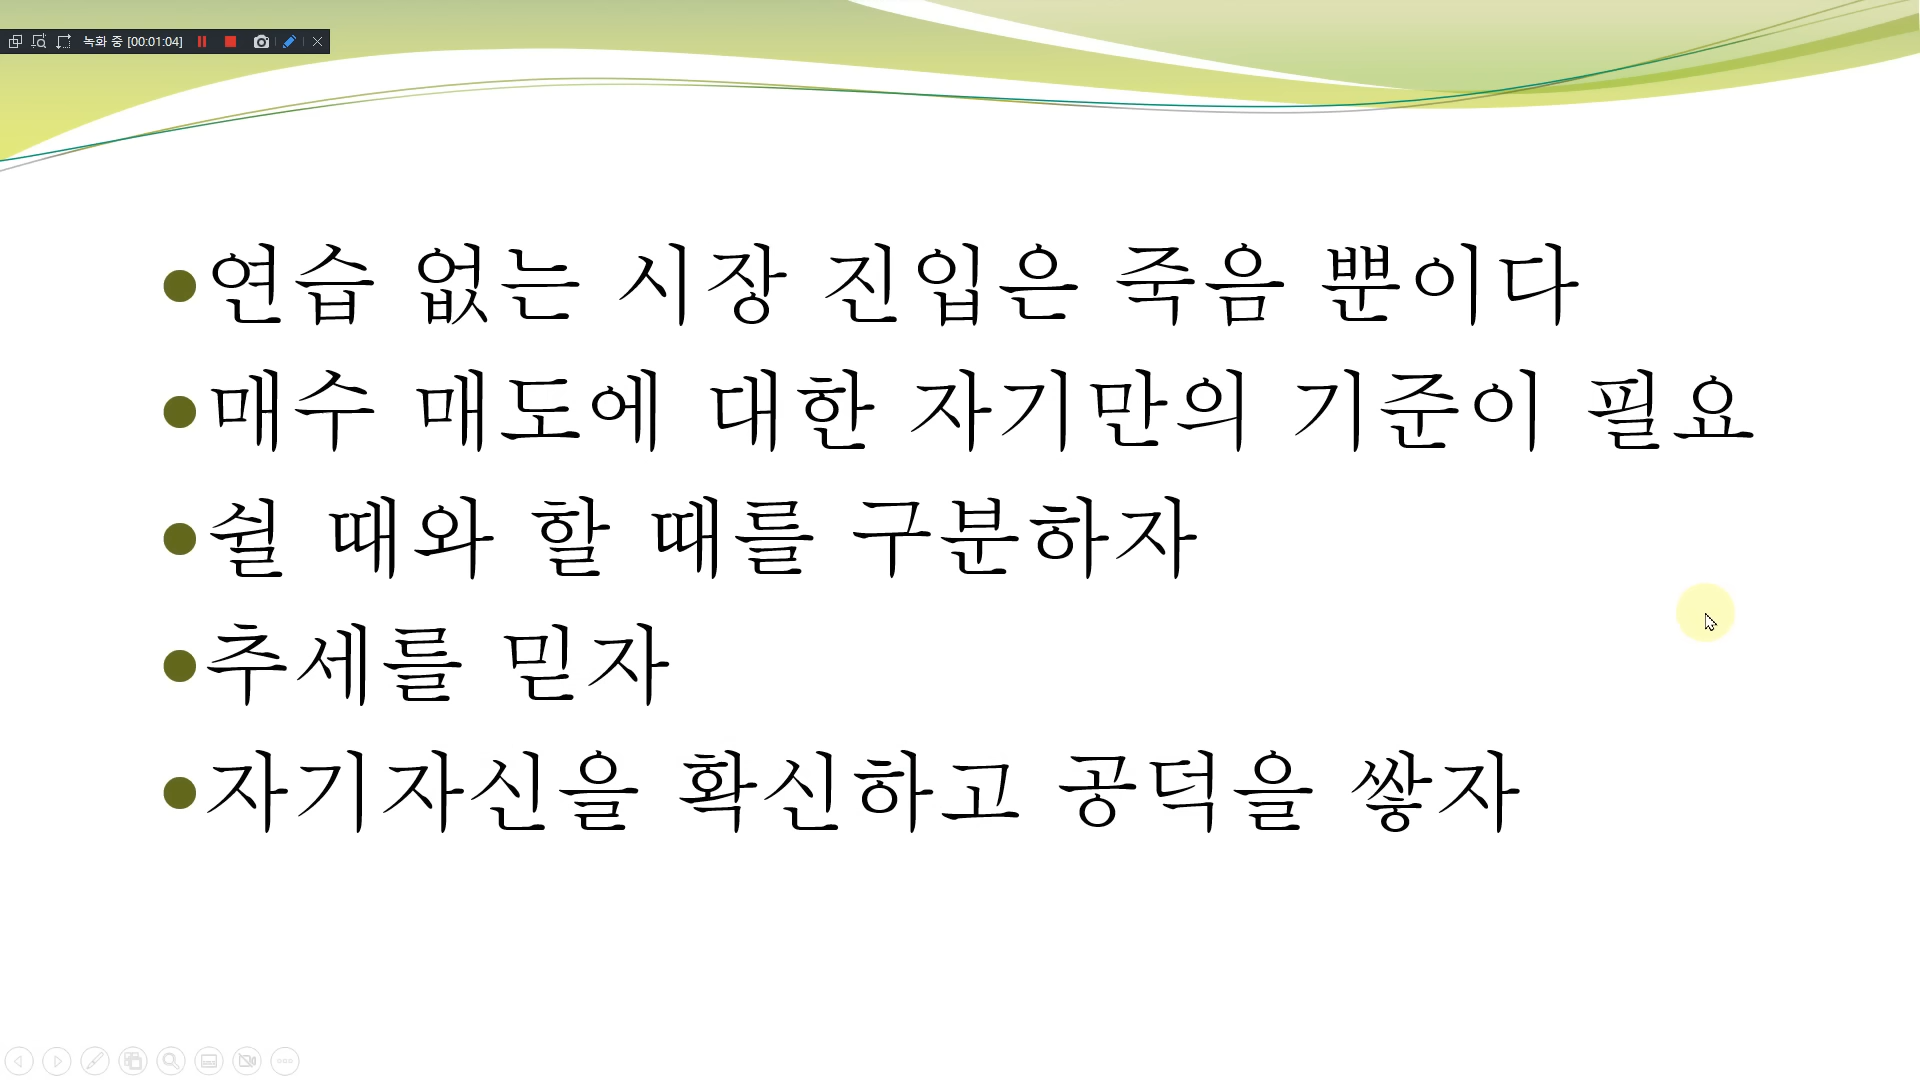 녹화 중 [00:01:04]
연습 없는 시장 진입은 죽음 뿐이다
매수 매도에 대한 자기만의 기준이 필요
쉴 때와 할 때를 구분하자
추세를 믿자
자기자신을 확신하고 공덕을 쌓자